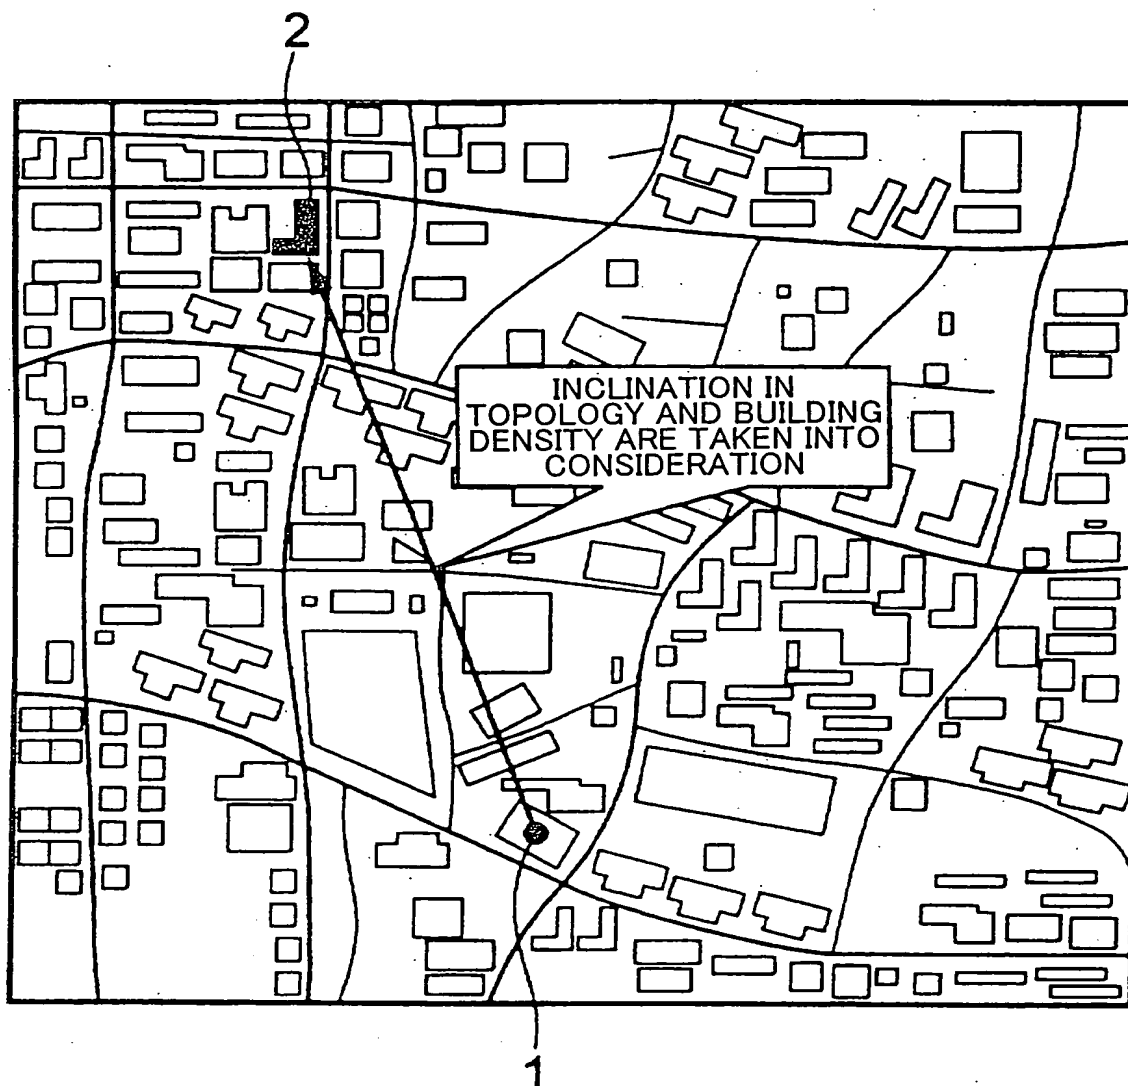 2
INCLINATION IN
TOPOLOGY AND BUILDING
DENSITY ARE TAKEN INTO
CONSIDERATION
1